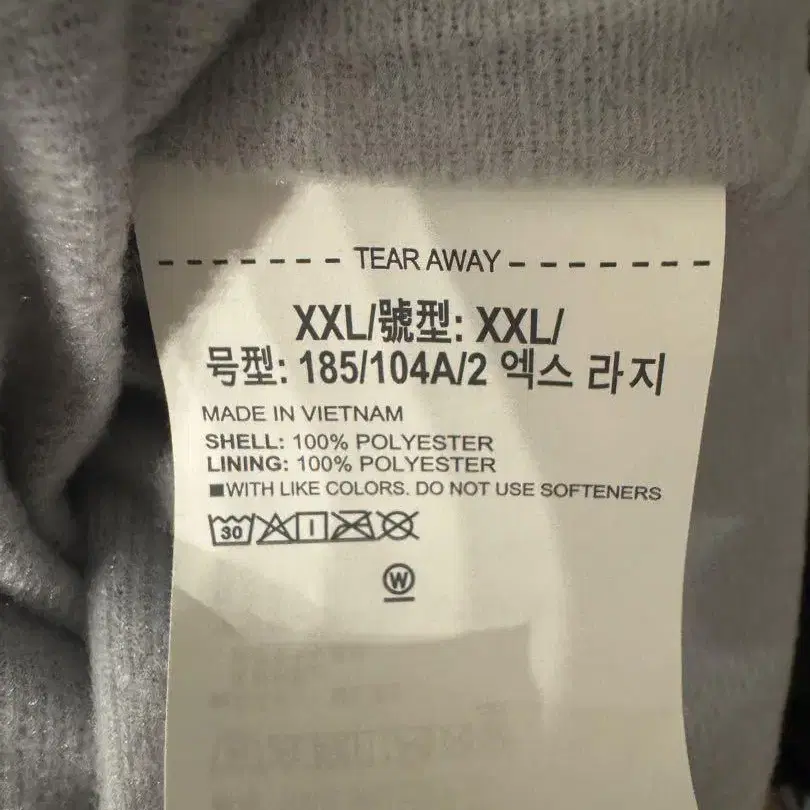 TEAR AWAY
XXL/號型: XXL/
号型: 185/104A/2 엑스 라지
MADE IN VIETNAM
SHELL: 100% POLYESTER
LINING: 100% POLYESTER
■WITH LIKE COLORS. DO NOT USE SOFTENERS
30
W